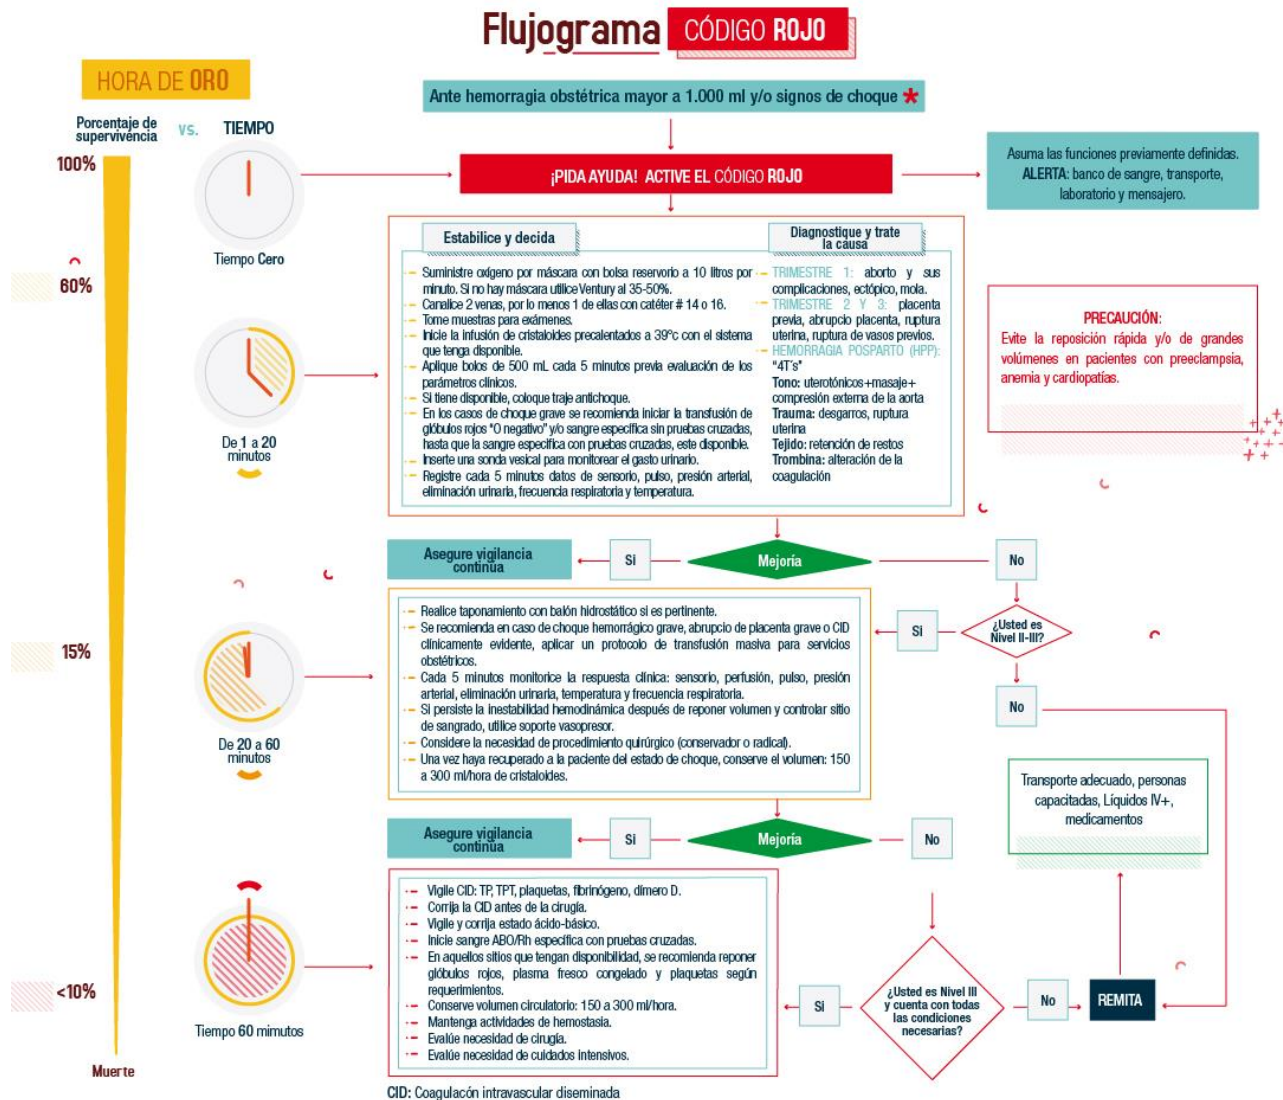 Flujograma CÓDIGO ROJO
HORA DE ORO
Porcentaje de
supervivencia
vs.
TIEMPO
100%
60%
15%
<10%
Muerte
Tiempo Cero
De 1 a 20
minutos
De 20 a 60
minutos
Tiempo 60 mimutos
Ante hemorragia obstétrica mayor a 1.000 ml y/o signos de choque *
¡PIDA AYUDA! ACTIVE EL CÓDIGO ROJO
Asuma las funciones previamente definidas.
ALERTA: banco de sangre, transporte,
laboratorio y mensajero.
Estabilice y decida
Suministre oxígeno por máscara con bolsa reservorio a 10 litros por
minuto. Si no hay máscara utilice Ventury al 35-50%.
Canalice 2 venas, por lo menos 1 de ellas con catéter # 14 o 16.
Tome muestras para exámenes.
Inicie la infusión de cristaloides precalentados a 39°c con el sistema
que tenga disponible.
Aplique bolos de 500 mL cada 5 minutos previa evaluación de los
parámetros clínicos.
Si tiene disponible, coloque traje antichoque.
En los casos de choque grave se recomienda iniciar la transfusión de
glóbulos rojos "O negativo" y/o sangre específica sin pruebas cruzadas,
hasta que la sangre específica con pruebas cruzadas, este disponible.
Inserte una sonda vesical para monitorear el gasto urinario.
Registre cada 5 minutos datos de sensorio, pulso, presión arterial,
eliminación urinaria, frecuencia respiratoria y temperatura.
Diagnostique y trate
la causa
TRIMESTRE 1: aborto y sus
complicaciones, ectópico, mola.
TRIMESTRE 2 Y 3: placenta
previa, abrupcio placenta, ruptura
uterina, ruptura de vasos previos.
HEMORRAGIA POSPARTO (HPP):
"4T´s"
Tono: uterotónicos+masaje+
compresión externa de la aorta
Trauma: desgarros, ruptura
uterina
Tejido: retención de restos
Trombina: alteración de la
coagulación
PRECAUCIÓN:
Evite la reposición rápida y/o de grandes
volúmenes en pacientes con preeclampsia,
anemia y cardiopatías.
Asegure vigilancia
continúa
Si
Mejoría
No
¿Usted es
Nivel II-III?
Si
No
Realice taponamiento con balón hidrostático si es pertinente.
Se recomienda en caso de choque hemorrágico grave, abrupcio de placenta grave o CID
clínicamente evidente, aplicar un protocolo de transfusión masiva para servicios
obstétricos.
Cada 5 minutos monitorice la respuesta clínica: sensorio, perfusión, pulso, presión
arterial, eliminación urinaria, temperatura y frecuencia respiratoria.
Si persiste la inestabilidad hemodinámica después de reponer volumen y controlar sitio
de sangrado, utilice soporte vasopresor.
Considere la necesidad de procedimiento quirúrgico (conservador o radical).
Una vez haya recuperado a la paciente del estado de choque, conserve el volumen: 150
a 300 ml/hora de cristaloides.
Transporte adecuado, personas
capacitadas, Líquidos IV+,
medicamentos
Asegure vigilancia
continúa
Si
Mejoría
No
Vigile CID: TP, TPT, plaquetas, fibrinógeno, dímero D.
Corrija la CID antes de la cirugía.
Vigile y corrija estado ácido-básico.
Inicie sangre ABO/Rh específica con pruebas cruzadas.
En aquellos sitios que tengan disponibilidad, se recomienda reponer
glóbulos rojos, plasma fresco congelado y plaquetas según
requerimientos.
Conserve volumen circulatorio: 150 a 300 ml/hora.
Mantenga actividades de hemostasia.
Evalúe necesidad de cirugía.
Evalúe necesidad de cuidados intensivos.
Si
¿Usted es Nivel III
y cuenta con todas
las condiciones
necesarias?
No
REMITA
CID: Coagulacón intravascular diseminada